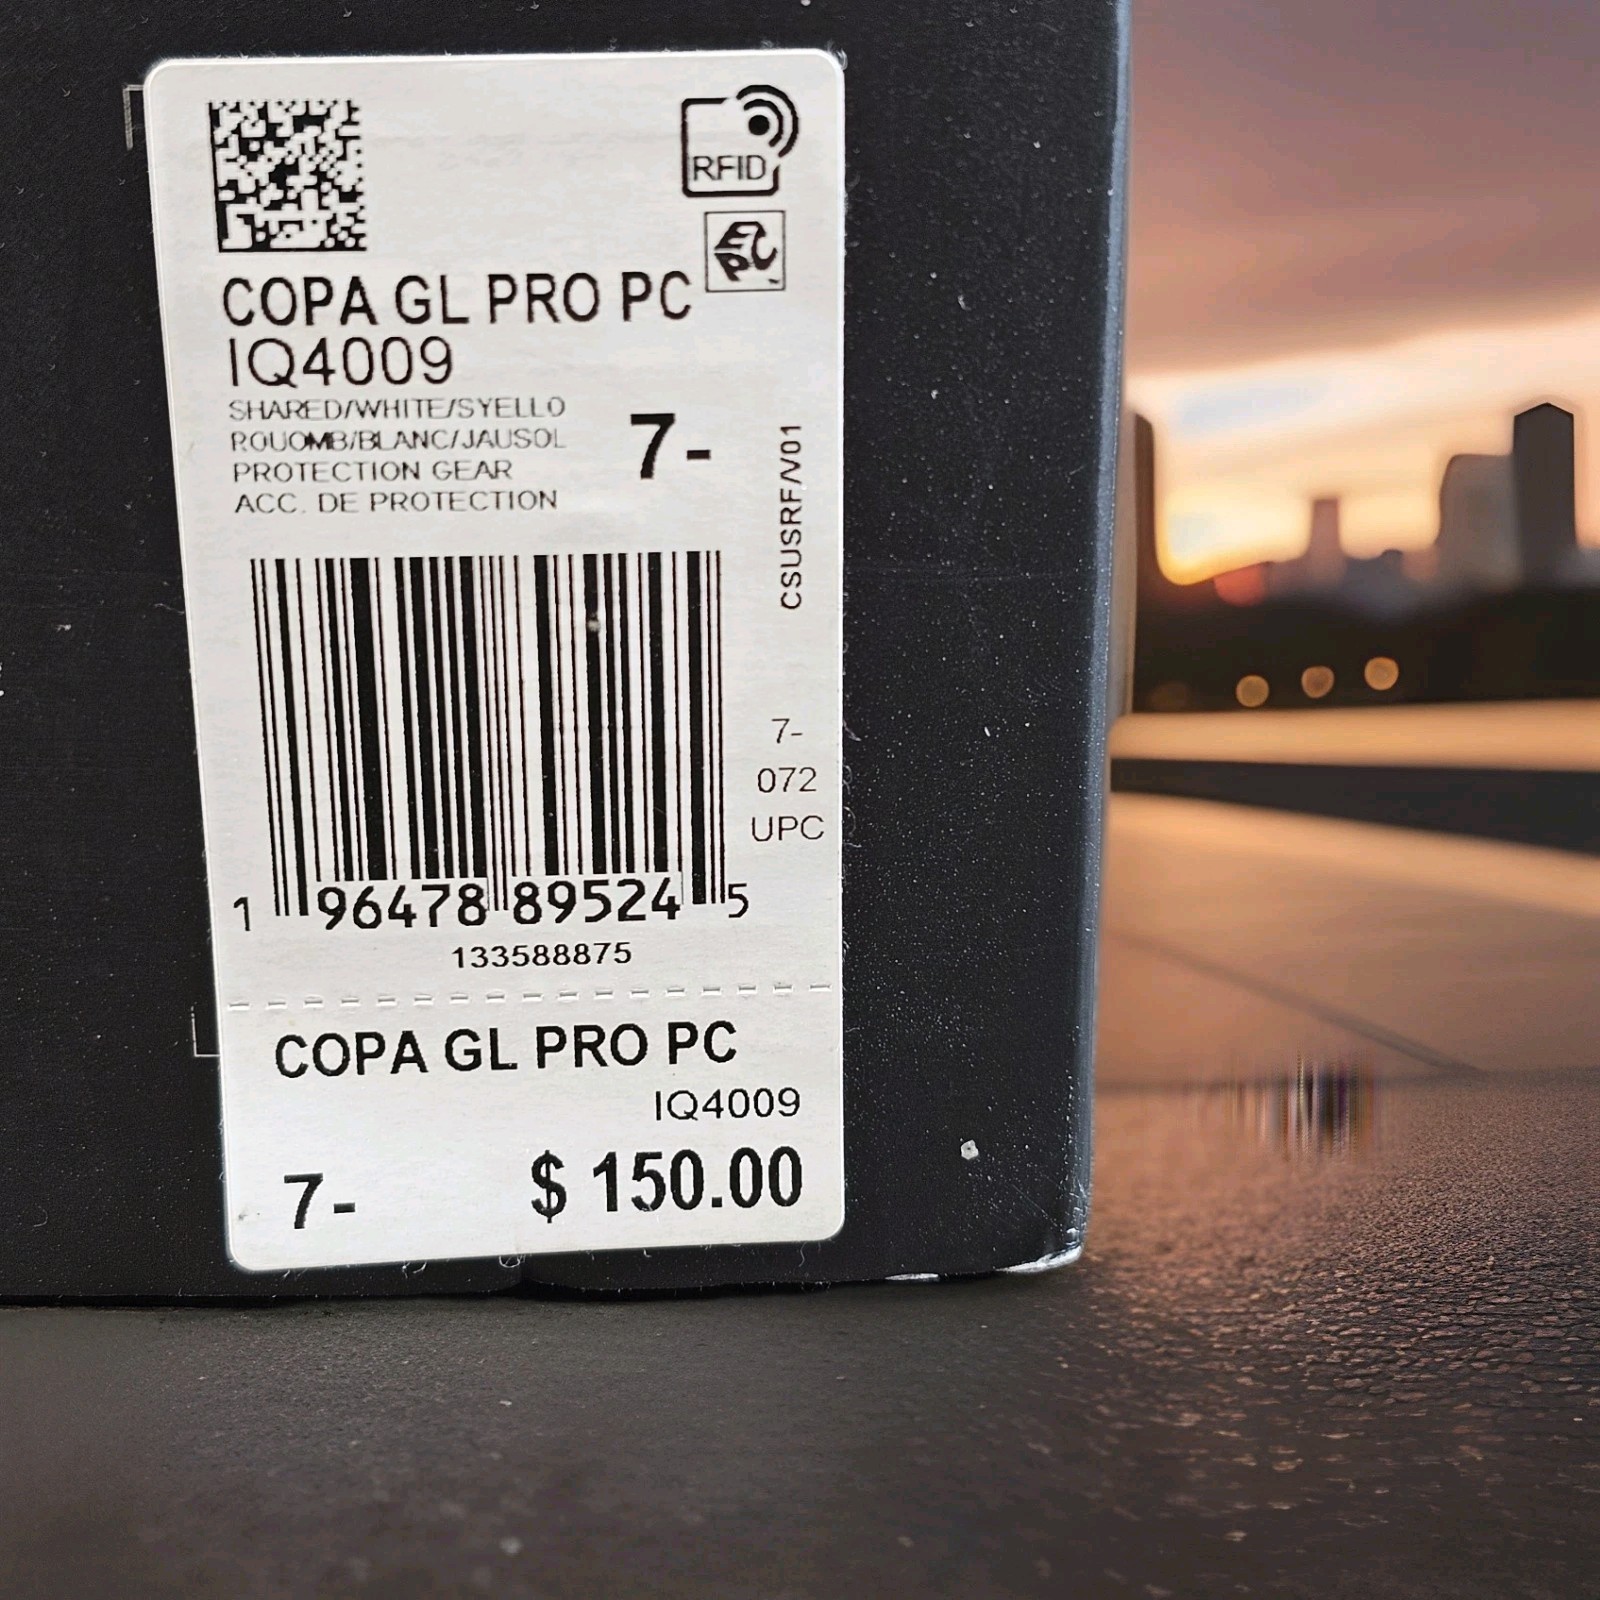 RFID
EPC
COPA GL PRO PC
IQ4009
SHARED/WHITE/SYELLO
ROUOMB/BLANC/JAUSOL
PROTECTION GEAR
ACC. DE PROTECTION
7-
CSUSRF/V01
7-
072
UPC
1 96478 89524 5
133588875
COPA GL PRO PC
IQ4009
7- $ 150.00